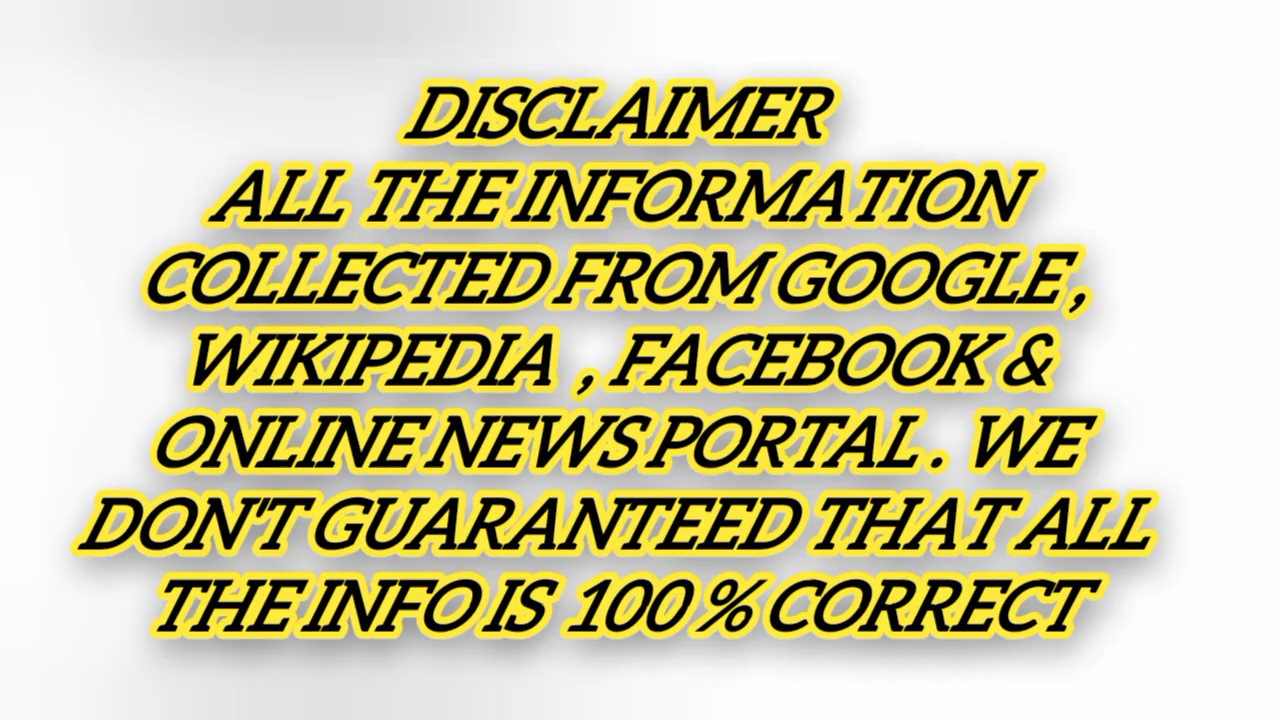 DISCLAIMER
ALL THE INFORMATION
COLLECTED FROM GOOGLE ,
WIKIPEDIA , FACEBOOK &
ONLINE NEWS PORTAL . WE
DON'T GUARANTEED THAT ALL
THE INFO IS 100 % CORRECT